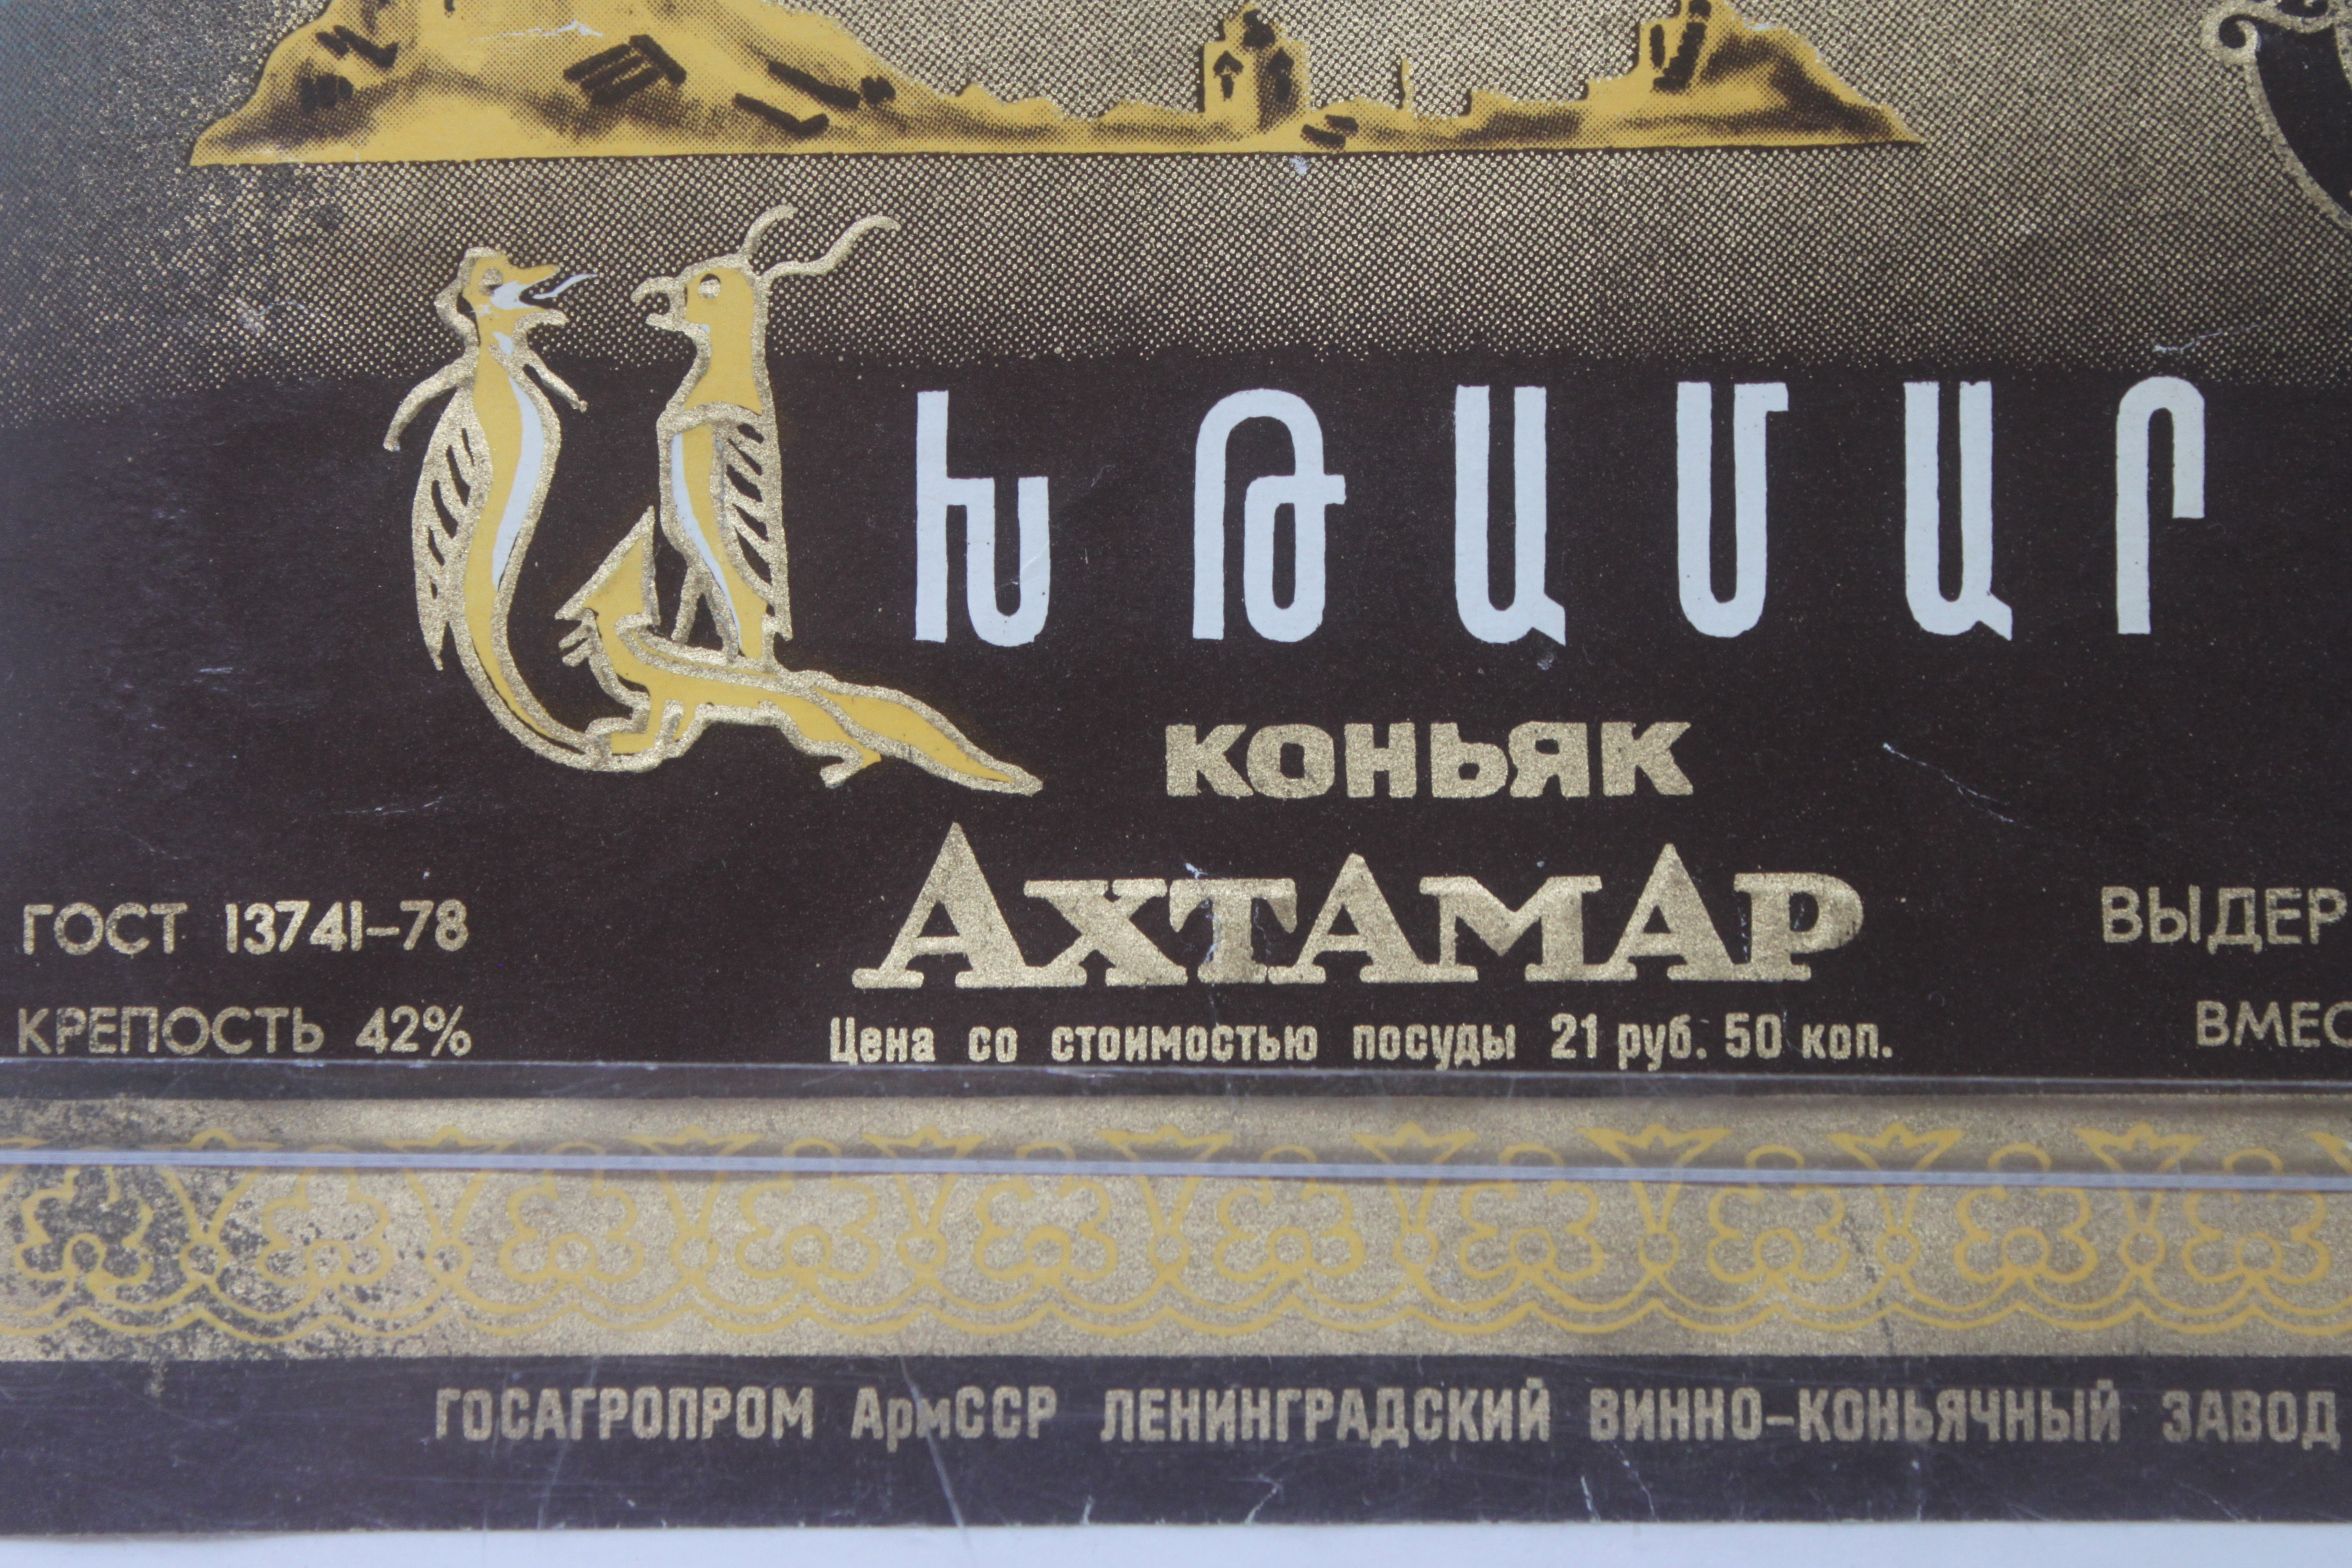 ԱԽԹԱՄԱՐ
КОНЬЯК
АХТАМАР
ГОСТ 13741-78
КРЕПОСТЬ 42%
Цена со стоимостью посуды 21 руб. 50 коп.
ВЫДЕР
ВМЕС
ГОСАГРОПРОМ АрмССР ЛЕНИНГРАДСКИЙ ВИННО-КОНЬЯЧНЫЙ ЗАВОД